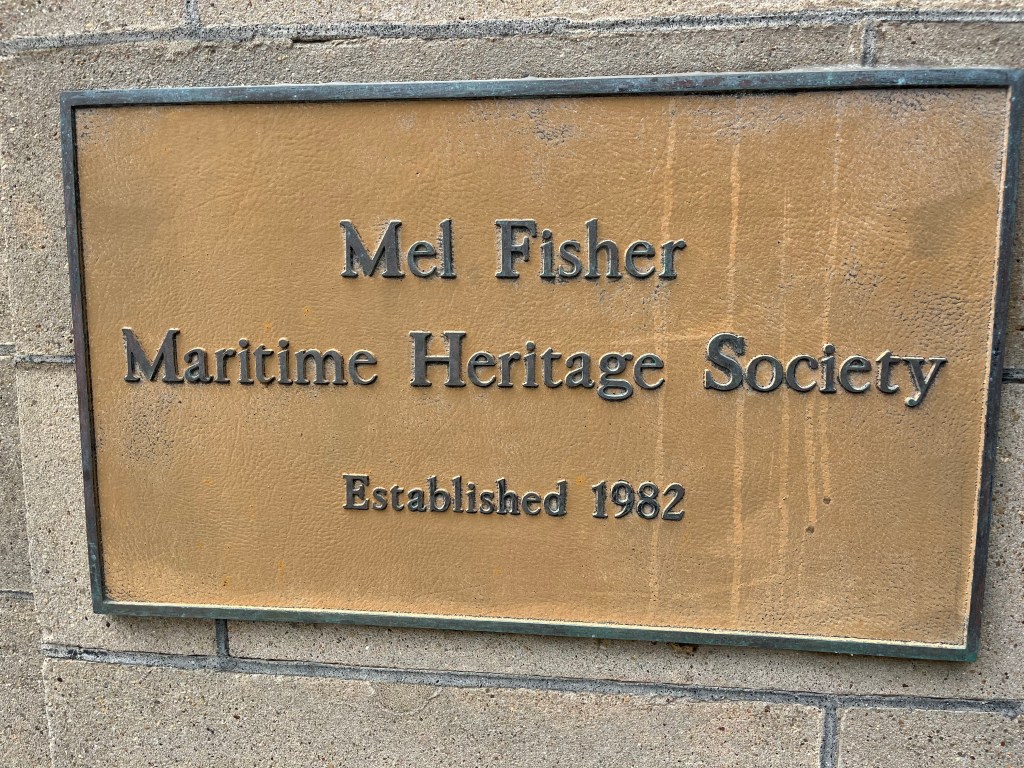 Mel Fisher
Maritime Heritage Society
Established 1982